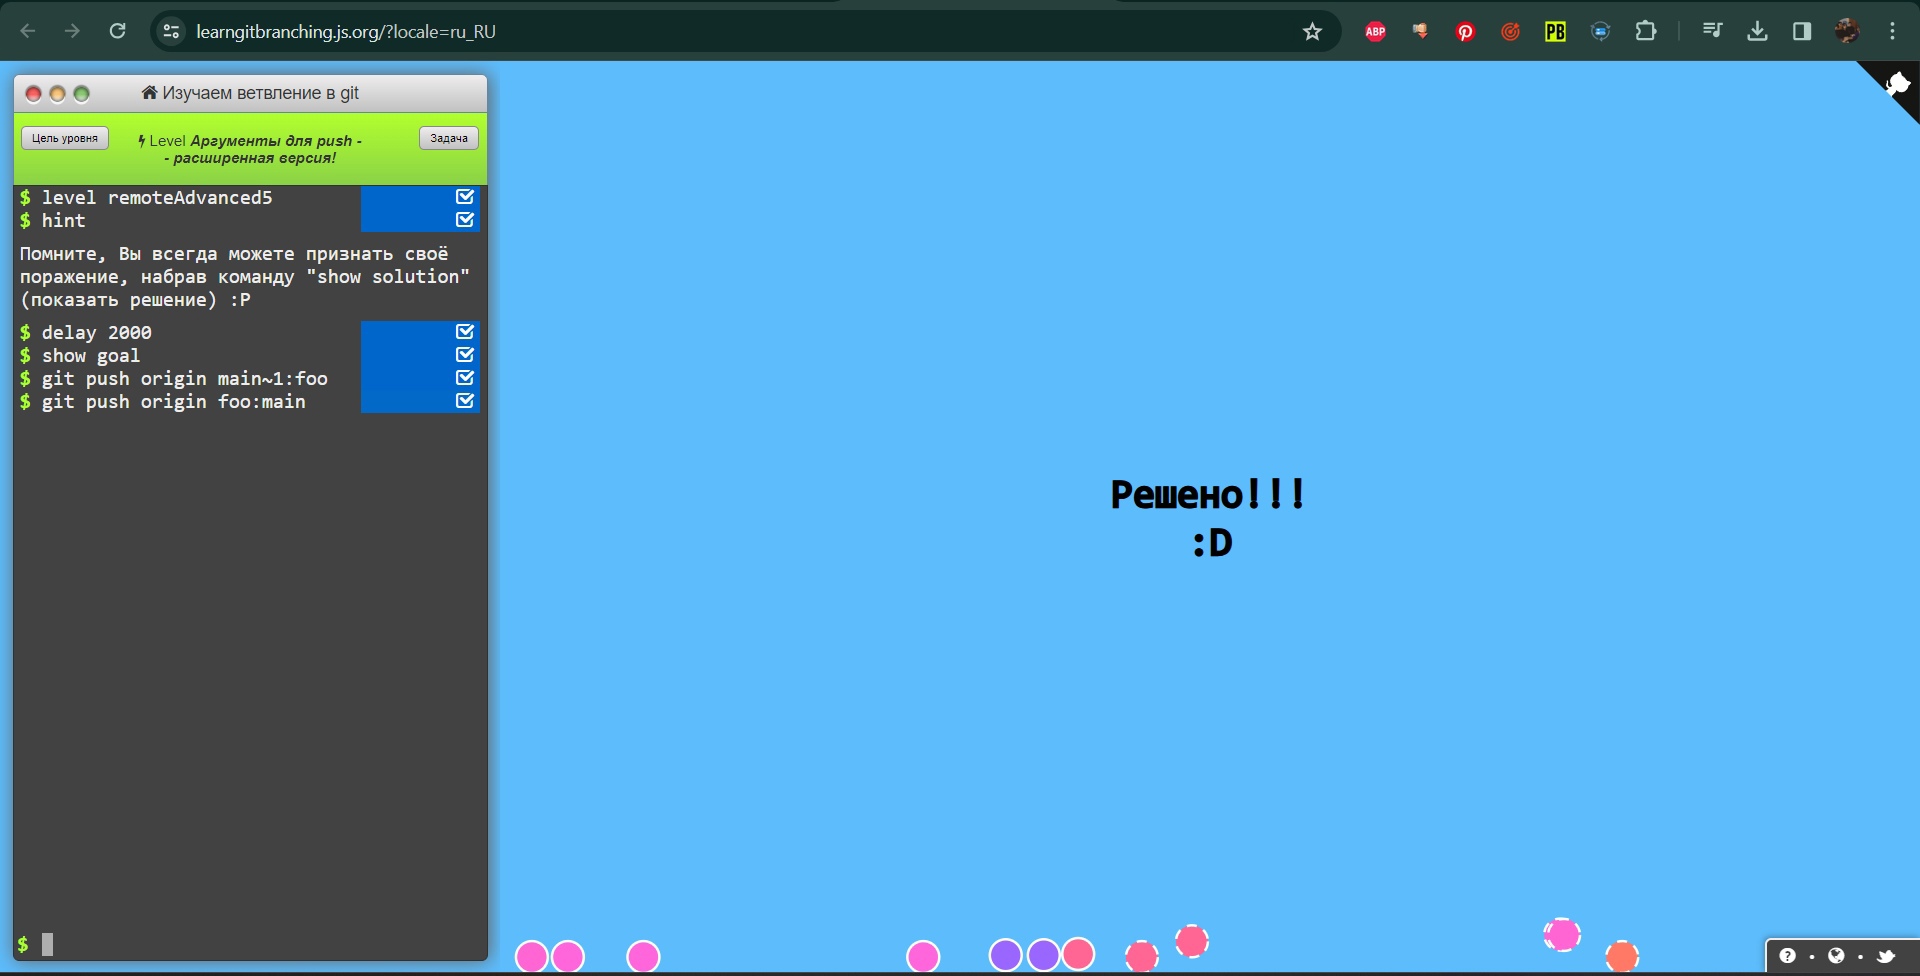 learngitbranching.js.org/?locale=ru_RU
ABP
PB
Изучаем ветвление в git
Цель уровня
Level Аргументы для push -
- расширенная версия!
Задача
$ level remoteAdvanced5
$ hint
Помните, Вы всегда можете признать своё
поражение, набрав команду "show solution"
(показать решение) :P
$ delay 2000
$ show goal
$ git push origin main~1:foo
$ git push origin foo:main
Решено!!!
:D
$